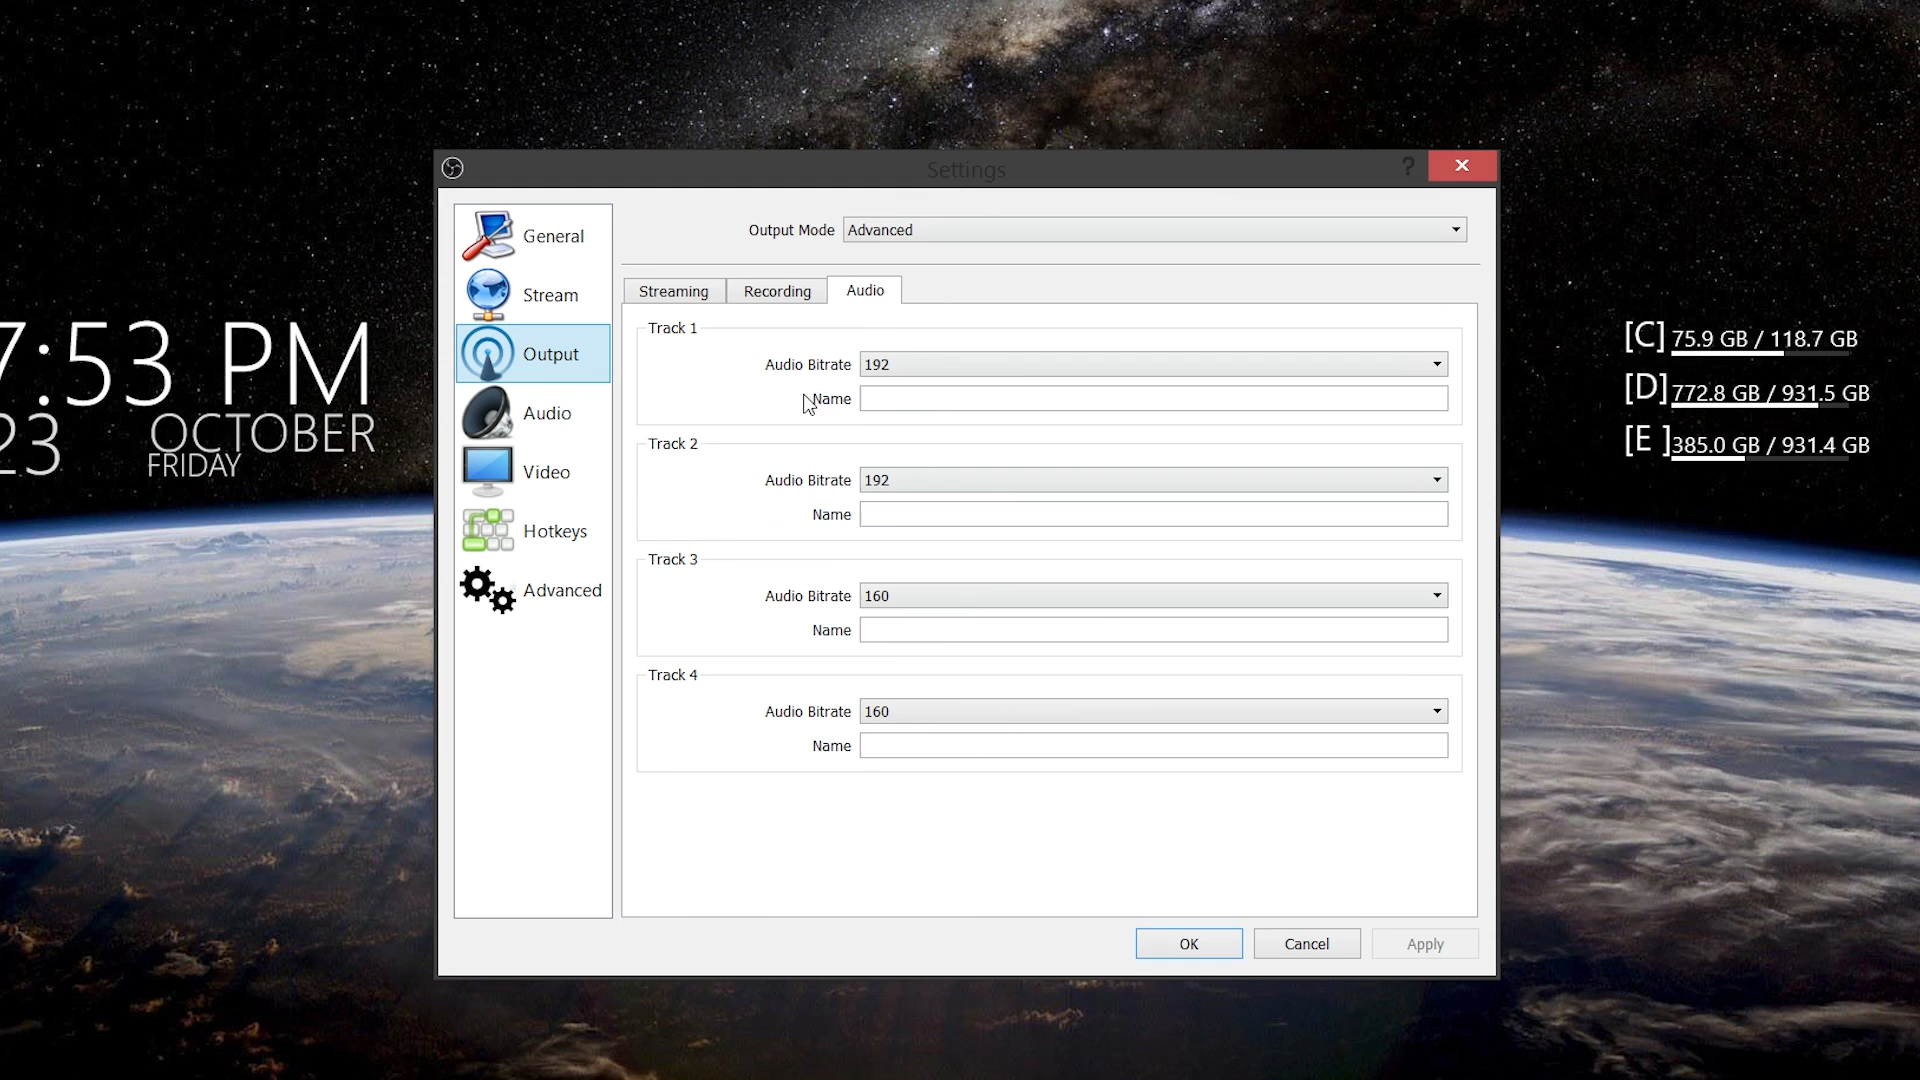 Settings
?
General
Stream
Output
Audio
Video
Hotkeys
Advanced
Output Mode Advanced
Streaming Recording Audio
Track 1
Audio Bitrate 192
Name
Track 2
Audio Bitrate 192
Name
Track 3
Audio Bitrate 160
Name
Track 4
Audio Bitrate 160
Name
OK Cancel Apply
7:53 PM
23 OCTOBER
FRIDAY
[C] 75.9 GB / 118.7 GB
[D] 772.8 GB / 931.5 GB
[E ] 385.0 GB / 931.4 GB